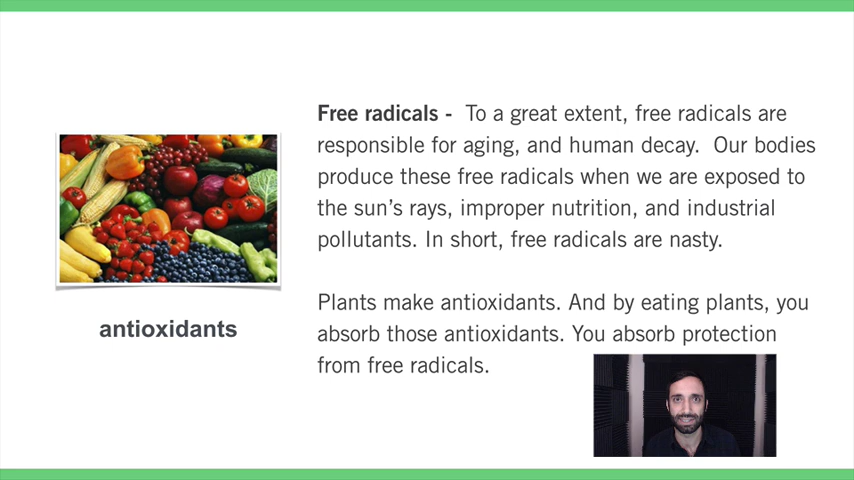 Free radicals -  To a great extent, free radicals are
responsible for aging, and human decay.  Our bodies
produce these free radicals when we are exposed to
the sun's rays, improper nutrition, and industrial
pollutants. In short, free radicals are nasty.
Plants make antioxidants. And by eating plants, you
absorb those antioxidants. You absorb protection
from free radicals.
antioxidants